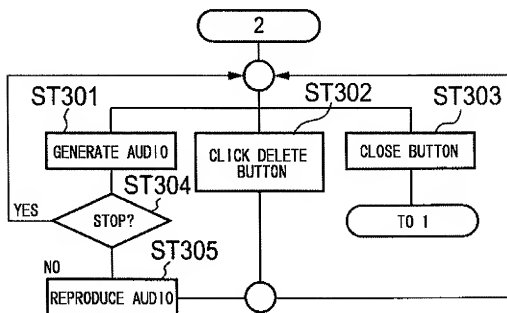 2
ST301
ST302
ST303
GENERATE AUDIO
CLICK DELETE
BUTTON
CLOSE BUTTON
ST304
YES
STOP?
TO 1
NO
ST305
REPRODUCE AUDIO